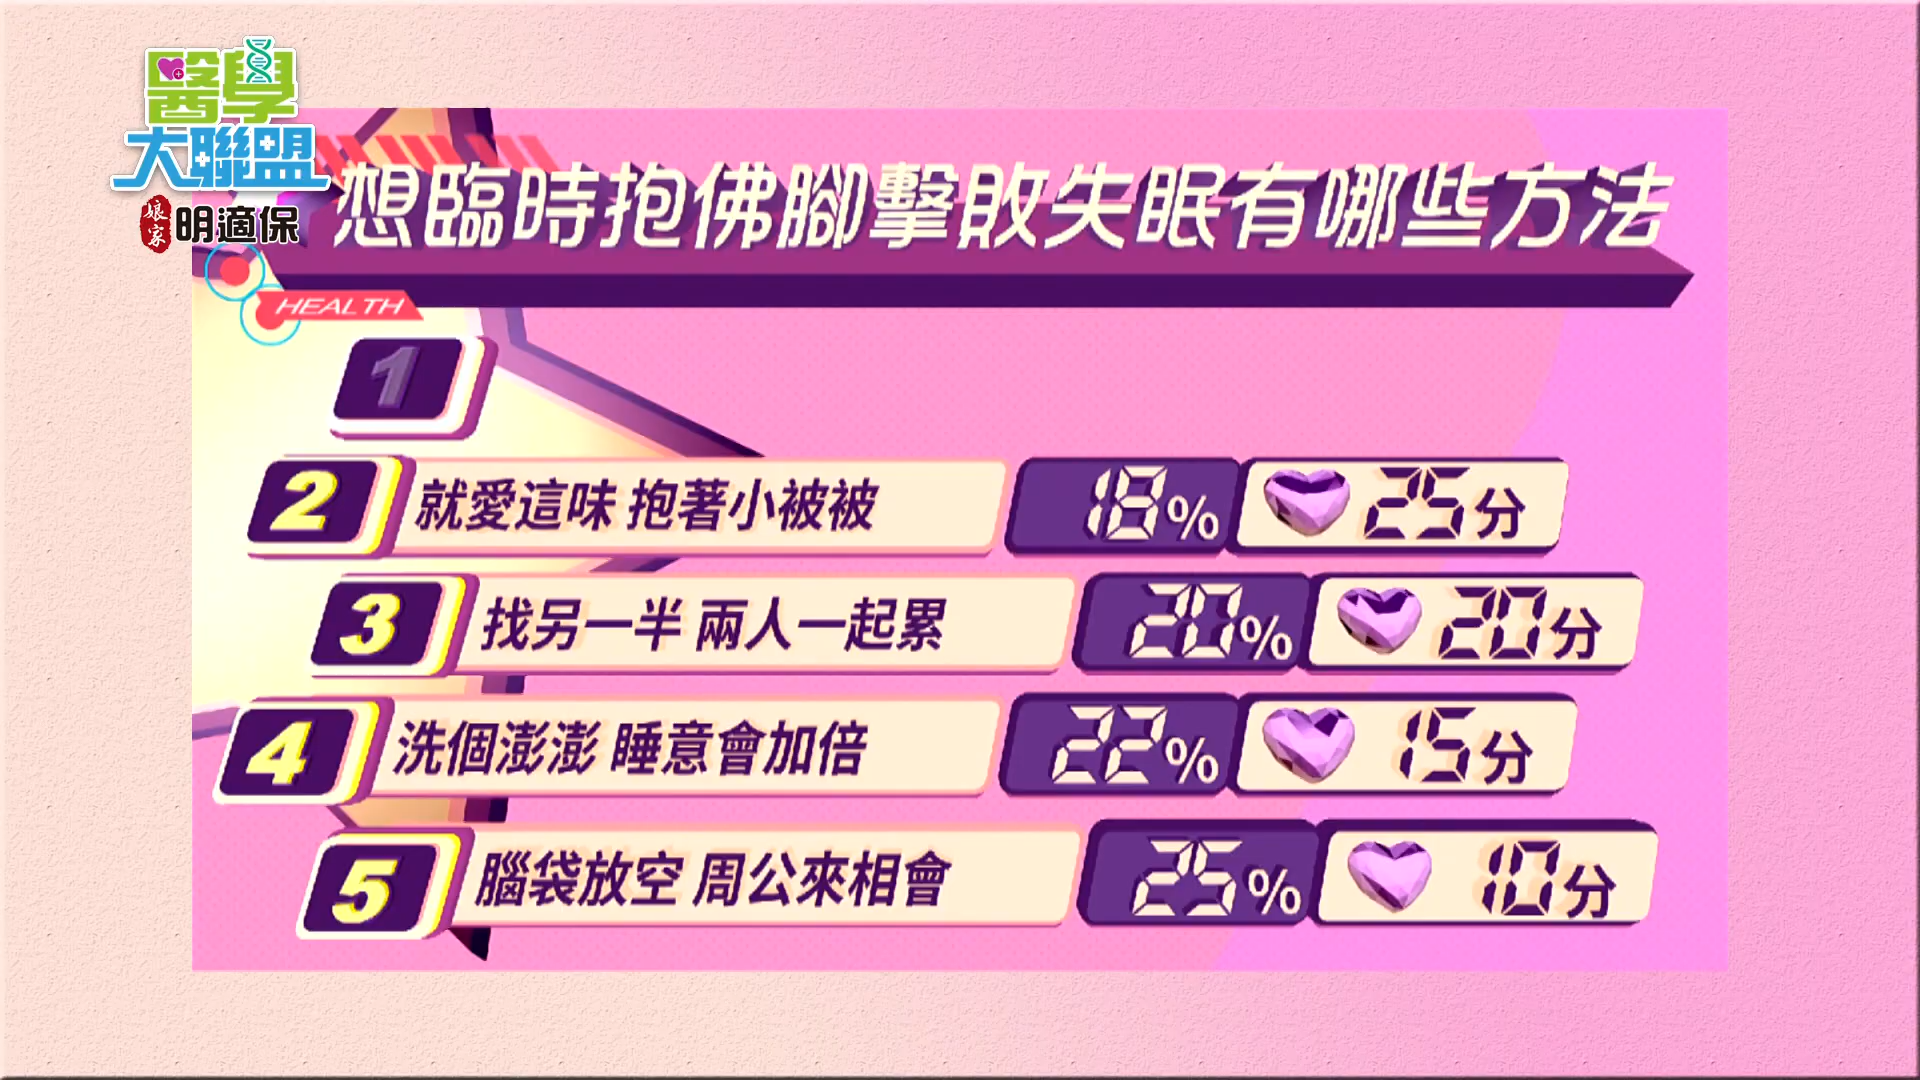 醫學
大聯盟
娘家 明適保
想臨時抱佛腳擊敗失眠有哪些方法
HEALTH
1
2 就愛這味 抱著小被被 18% 25分
3 找另一半 兩人一起累 20% 20分
4 洗個澎澎 睡意會加倍 22% 15分
5 腦袋放空 周公來相會 25% 10分